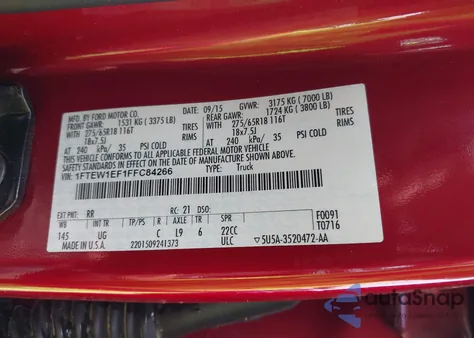 MFD. BY FORD MOTOR CO. DATE: 09/15 GVWR: 3175 KG ( 7000 LB)
FRONT GAWR: 1531 KG ( 3375 LB) REAR GAWR: 1724 KG ( 3800 LB)
WITH 275/65R18 116T TIRES WITH 275/65R18 116T TIRES
18x7.5J RIMS 18x7.5J RIMS
AT 240 kPa/ 35 PSI COLD AT 240 kPa/ 35 PSI COLD
THIS VEHICLE CONFORMS TO ALL APPLICABLE FEDERAL MOTOR VEHICLE
SAFETY STANDARDS IN EFFECT ON THE DATE OF MANUFACTURE SHOWN ABOVE.
VIN: 1FTEW1EF1FFC84266 TYPE: Truck
EXT PNT: RR RC: 21 DSO: F0091
WB INT TR TP/PS R AXLE TR SPR T0716
145 UG C L9 6 22CC
MADE IN U.S.A. 2201509241373 ULC 5U5A-3520472-AA
autoSnap